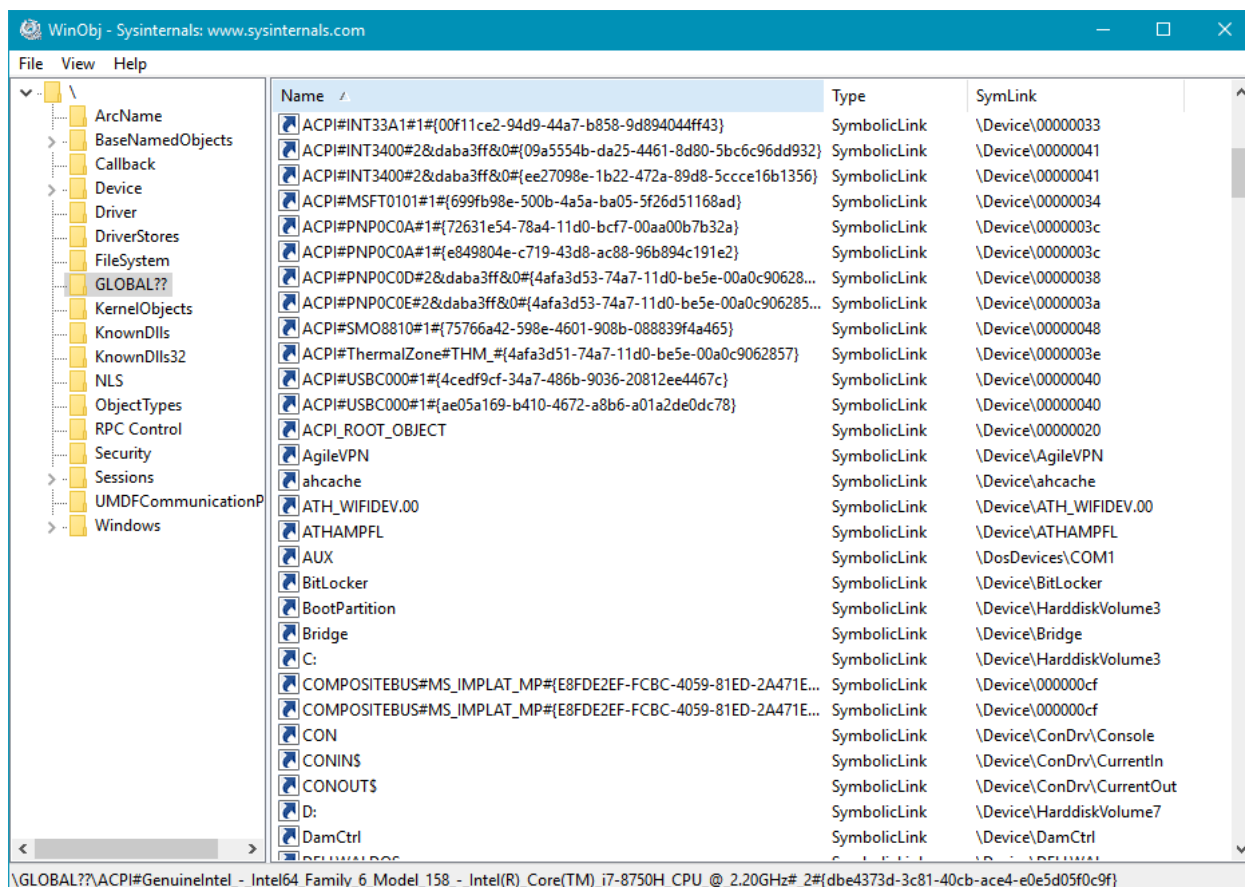 WinObj - Sysinternals: www.sysinternals.com
File View Help
\
ArcName
BaseNamedObjects
Callback
Device
Driver
DriverStores
FileSystem
GLOBAL??
KernelObjects
KnownDlls
KnownDlls32
NLS
ObjectTypes
RPC Control
Security
Sessions
UMDFCommunicationP
Windows
Name Type SymLink
ACPI#INT33A1#1#{00f11ce2-94d9-44a7-b858-9d894044ff43} SymbolicLink \Device\00000033
ACPI#INT3400#2&daba3ff&0#{09a5554b-da25-4461-8d80-5bc6c96dd932} SymbolicLink \Device\00000041
ACPI#INT3400#2&daba3ff&0#{ee27098e-1b22-472a-89d8-5ccce16b1356} SymbolicLink \Device\00000041
ACPI#MSFT0101#1#{699fb98e-500b-4a5a-ba05-5f26d51168ad} SymbolicLink \Device\00000034
ACPI#PNP0C0A#1#{72631e54-78a4-11d0-bcf7-00aa00b7b32a} SymbolicLink \Device\0000003c
ACPI#PNP0C0A#1#{e849804e-c719-43d8-ac88-96b894c191e2} SymbolicLink \Device\0000003c
ACPI#PNP0C0D#2&daba3ff&0#{4afa3d53-74a7-11d0-be5e-00a0c90628... SymbolicLink \Device\00000038
ACPI#PNP0C0E#2&daba3ff&0#{4afa3d53-74a7-11d0-be5e-00a0c906285... SymbolicLink \Device\0000003a
ACPI#SMO8810#1#{75766a42-598e-4601-908b-088839f4a465} SymbolicLink \Device\00000048
ACPI#ThermalZone#THM_#{4afa3d51-74a7-11d0-be5e-00a0c9062857} SymbolicLink \Device\0000003e
ACPI#USBC000#1#{4cedf9cf-34a7-486b-9036-20812ee4467c} SymbolicLink \Device\00000040
ACPI#USBC000#1#{ae05a169-b410-4672-a8b6-a01a2de0dc78} SymbolicLink \Device\00000040
ACPI_ROOT_OBJECT SymbolicLink \Device\00000020
AgileVPN SymbolicLink \Device\AgileVPN
ahcache SymbolicLink \Device\ahcache
ATH_WIFIDEV.00 SymbolicLink \Device\ATH_WIFIDEV.00
ATHAMPFL SymbolicLink \Device\ATHAMPFL
AUX SymbolicLink \DosDevices\COM1
BitLocker SymbolicLink \Device\BitLocker
BootPartition SymbolicLink \Device\HarddiskVolume3
Bridge SymbolicLink \Device\Bridge
C: SymbolicLink \Device\HarddiskVolume3
COMPOSITEBUS#MS_IMPLAT_MP#{E8FDE2EF-FCBC-4059-81ED-2A471E... SymbolicLink \Device\000000cf
COMPOSITEBUS#MS_IMPLAT_MP#{E8FDE2EF-FCBC-4059-81ED-2A471E... SymbolicLink \Device\000000cf
CON SymbolicLink \Device\ConDrv\Console
CONIN$ SymbolicLink \Device\ConDrv\CurrentIn
CONOUT$ SymbolicLink \Device\ConDrv\CurrentOut
D: SymbolicLink \Device\HarddiskVolume7
DamCtrl SymbolicLink \Device\DamCtrl
\GLOBAL??\ACPI#GenuineIntel_-_Intel64_Family_6_Model_158_-_Intel(R)_Core(TM)_i7-8750H_CPU_@_2.20GHz#_2#{dbe4373d-3c81-40cb-ace4-e0e5d05f0c9f}